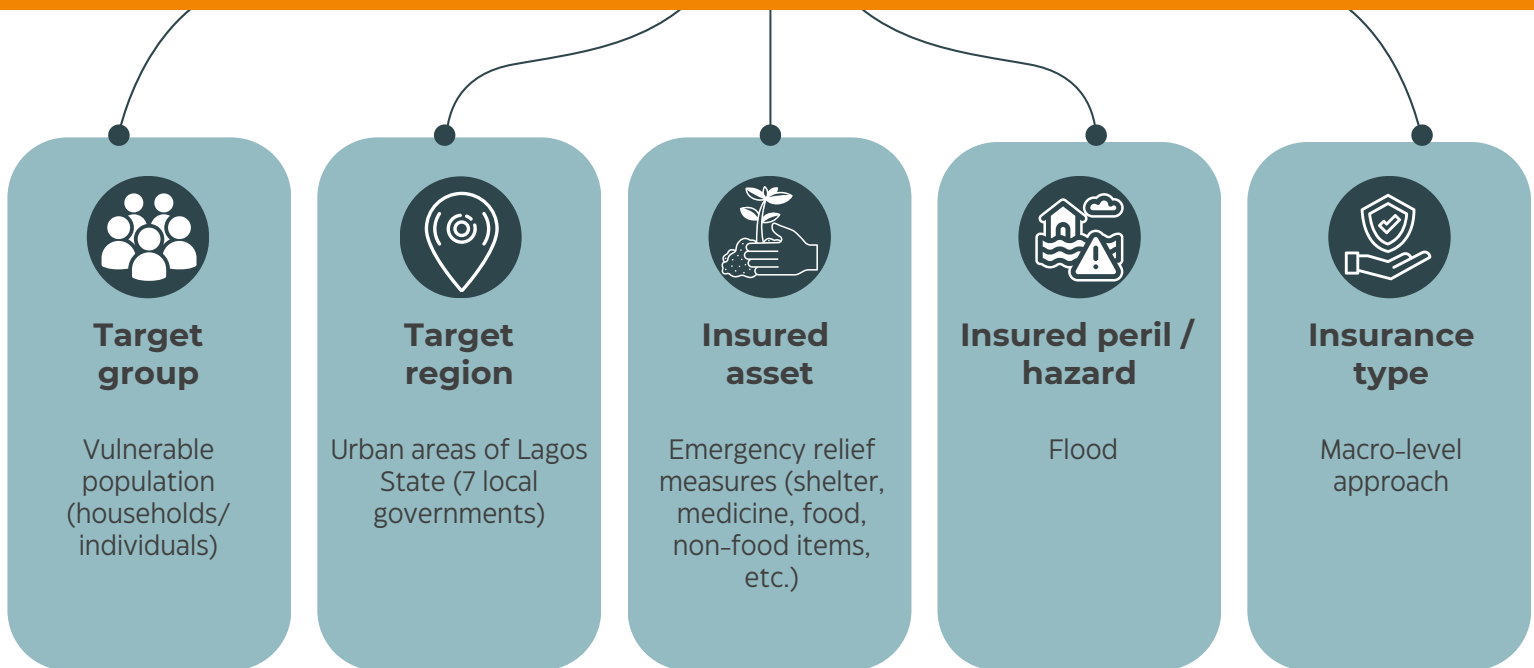 Target
group
Vulnerable
population
(households/
individuals)
Target
region
Urban areas of Lagos
State (7 local
governments)
Insured
asset
Emergency relief
measures (shelter,
medicine, food,
non-food items,
etc.)
Insured peril /
hazard
Flood
Insurance
type
Macro-level
approach